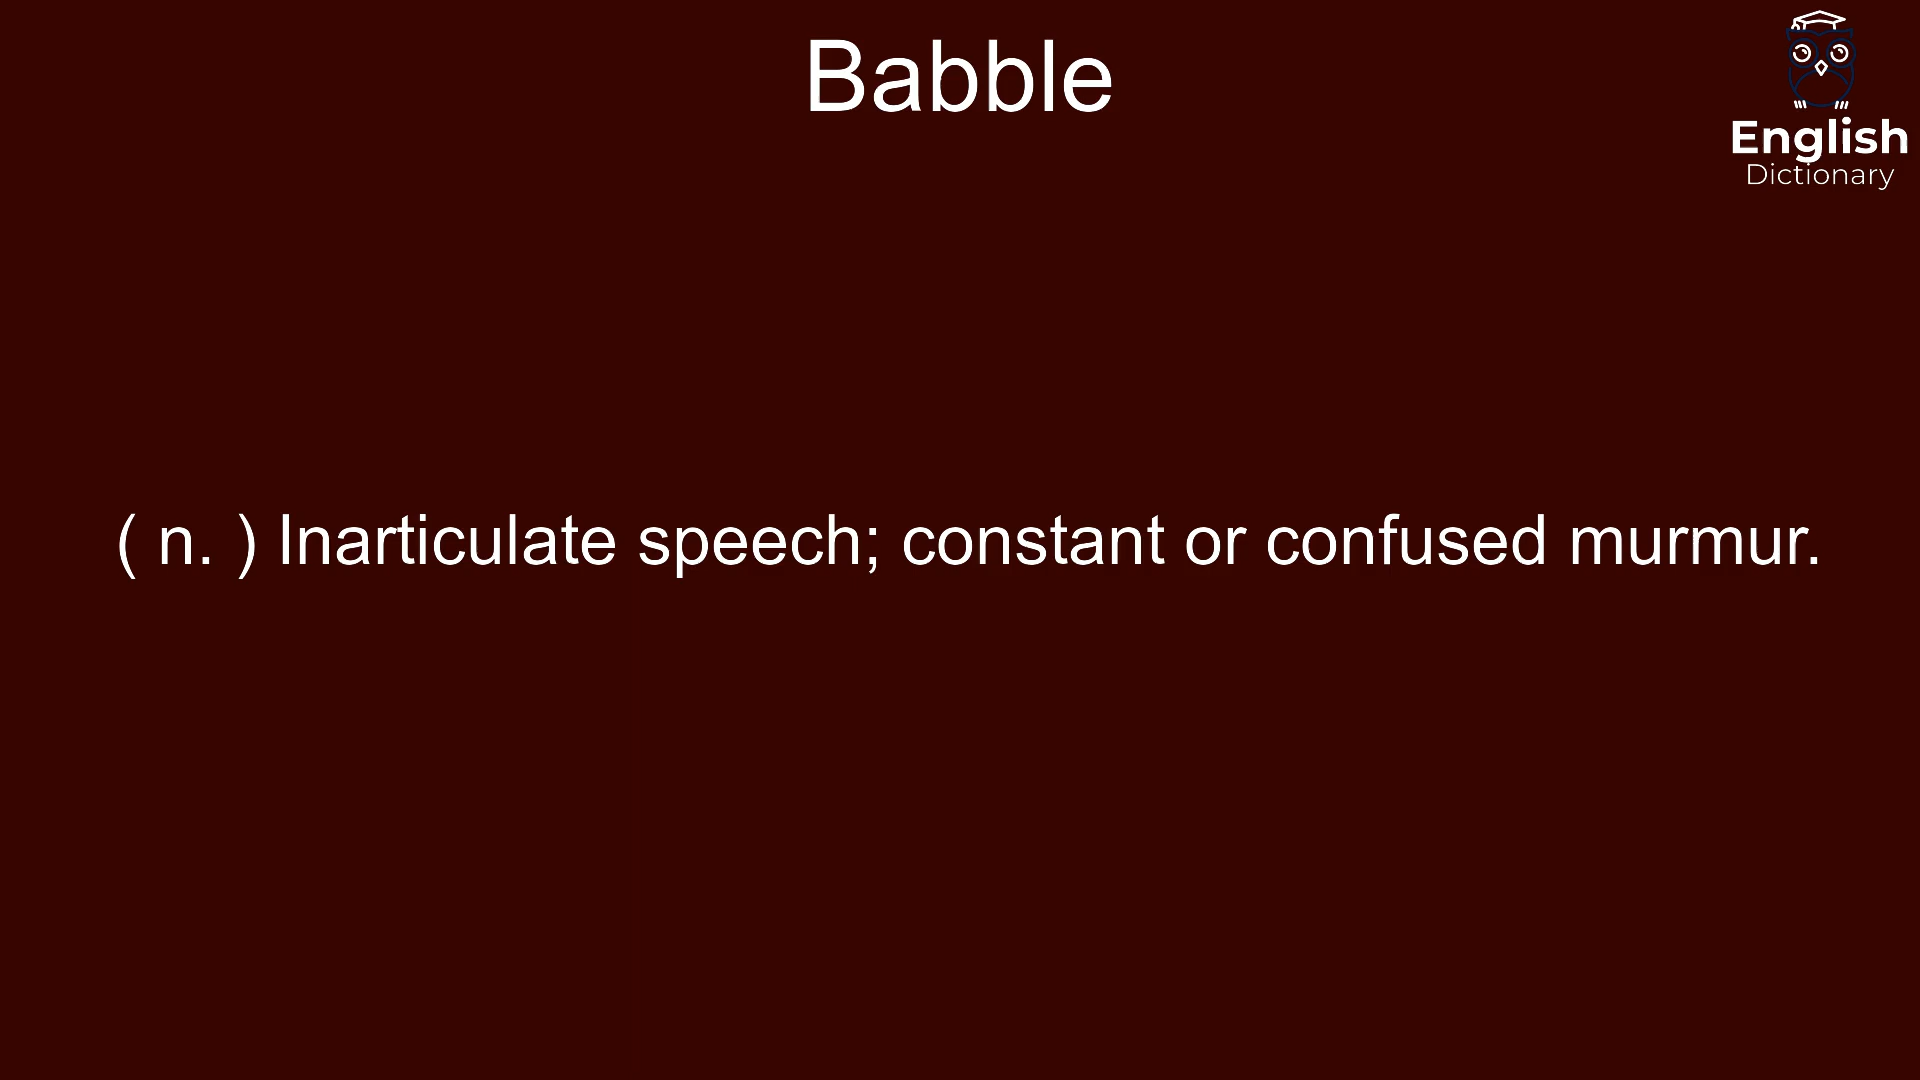 Babble
English
Dictionary
( n. ) Inarticulate speech; constant or confused murmur.